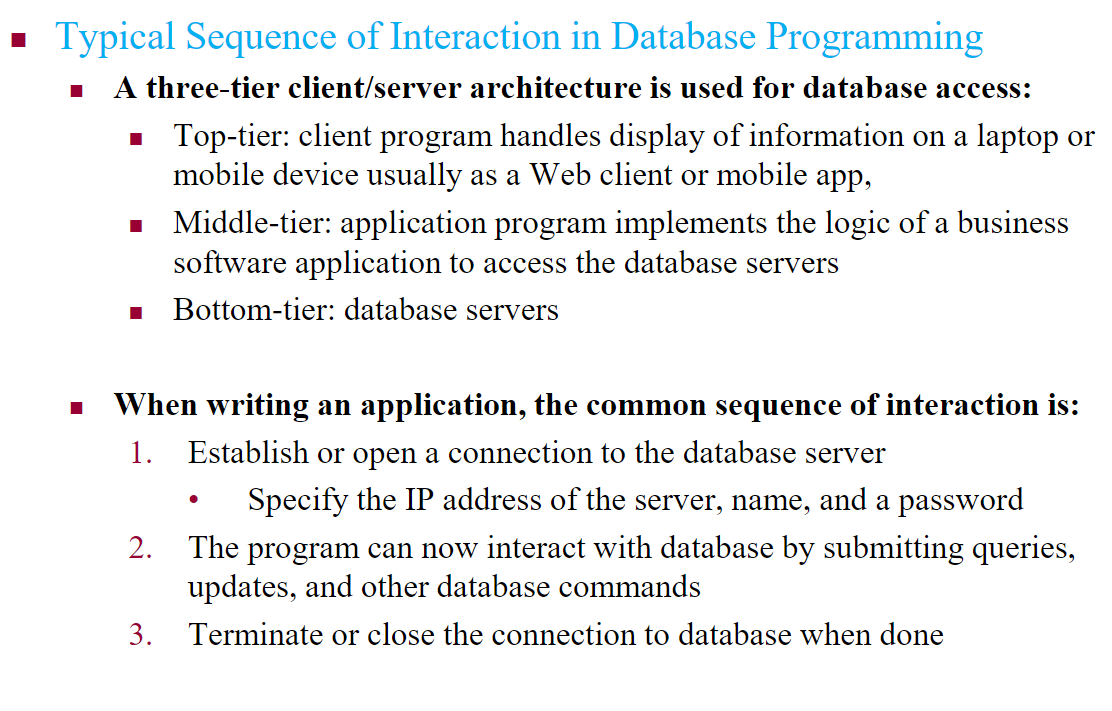 ▪ Typical Sequence of Interaction in Database Programming
▪ A three-tier client/server architecture is used for database access:
▪ Top-tier: client program handles display of information on a laptop or
mobile device usually as a Web client or mobile app,
▪ Middle-tier: application program implements the logic of a business
software application to access the database servers
▪ Bottom-tier: database servers
▪ When writing an application, the common sequence of interaction is:
1. Establish or open a connection to the database server
• Specify the IP address of the server, name, and a password
2. The program can now interact with database by submitting queries,
updates, and other database commands
3. Terminate or close the connection to database when done